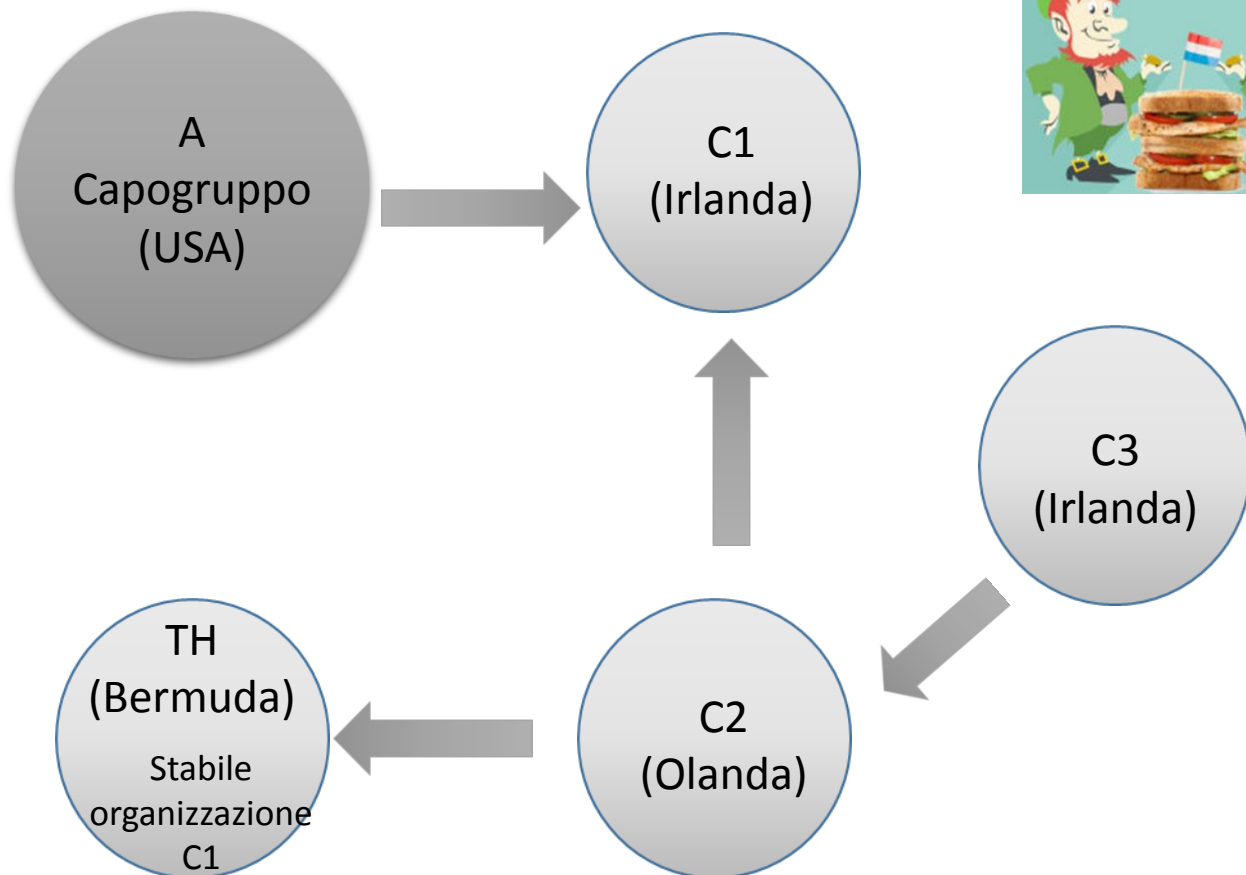 A
Capogruppo
(USA)
C1
(Irlanda)
C3
(Irlanda)
TH
(Bermuda)
Stabile
organizzazione
C1
C2
(Olanda)